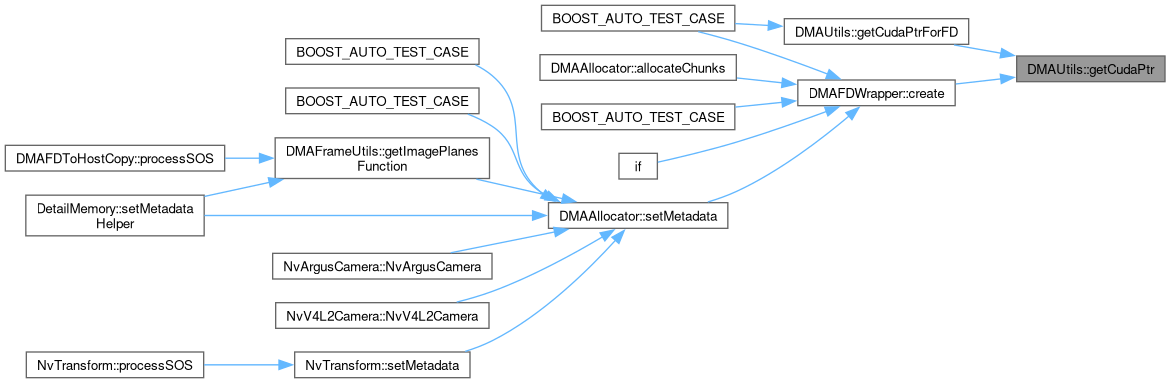 BOOST_AUTO_TEST_CASE
DMAUtils::getCudaPtrForFD
BOOST_AUTO_TEST_CASE
DMAAllocator::allocateChunks
DMAUtils::getCudaPtr
DMAFDWrapper::create
BOOST_AUTO_TEST_CASE
BOOST_AUTO_TEST_CASE
DMAFDToHostCopy::processSOS
DMAFrameUtils::getImagePlanes
Function
if
DetailMemory::setMetadata
Helper
DMAAllocator::setMetadata
NvArgusCamera::NvArgusCamera
NvV4L2Camera::NvV4L2Camera
NvTransform::processSOS
NvTransform::setMetadata